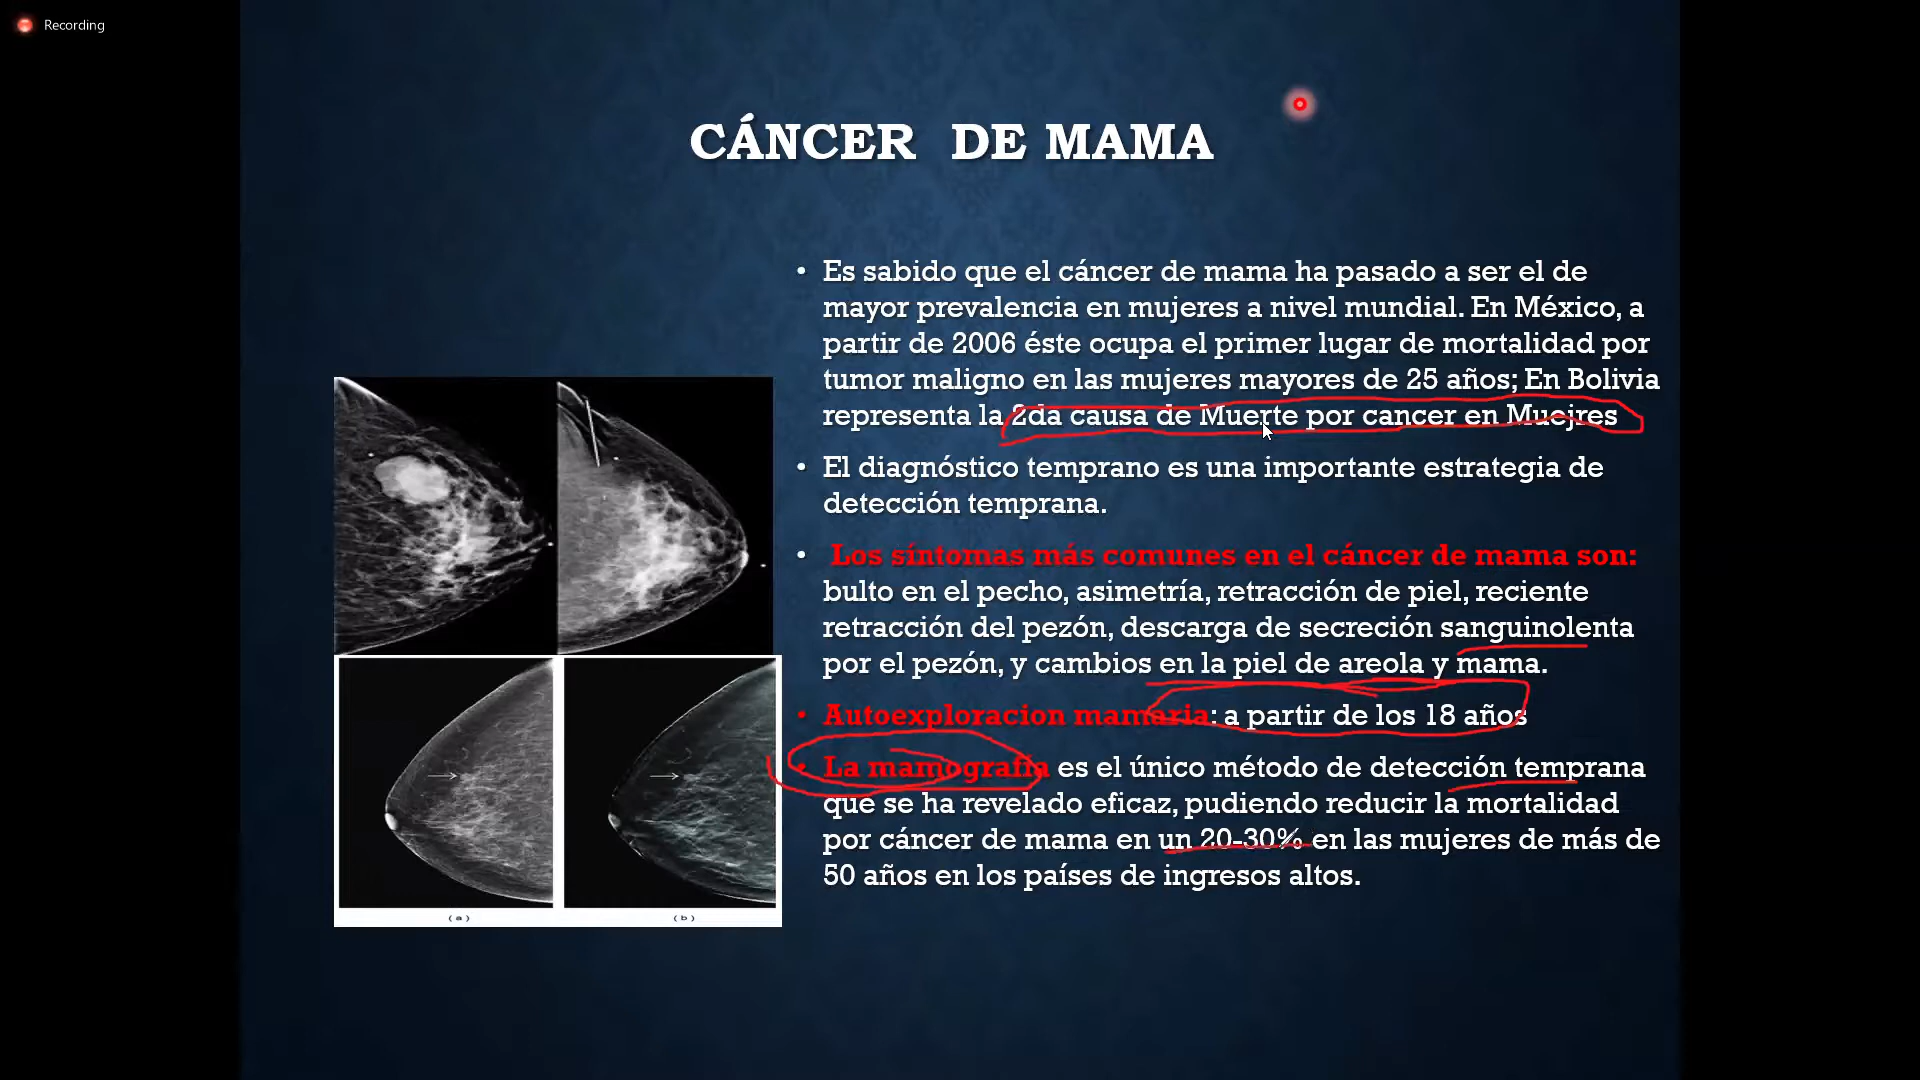 Recording
CÁNCER DE MAMA
• Es sabido que el cáncer de mama ha pasado a ser el de
mayor prevalencia en mujeres a nivel mundial. En México, a
partir de 2006 éste ocupa el primer lugar de mortalidad por
tumor maligno en las mujeres mayores de 25 años; En Bolivia
representa la 2da causa de Muerte por cancer en Muejres
• El diagnóstico temprano es una importante estrategia de
detección temprana.
• Los síntomas más comunes en el cáncer de mama son:
bulto en el pecho, asimetría, retracción de piel, reciente
retracción del pezón, descarga de secreción sanguinolenta
por el pezón, y cambios en la piel de areola y mama.
• Autoexploracion mamaria: a partir de los 18 años
• La mamografía es el único método de detección temprana
que se ha revelado eficaz, pudiendo reducir la mortalidad
por cáncer de mama en un 20-30% en las mujeres de más de
50 años en los países de ingresos altos.
(a)
(b)